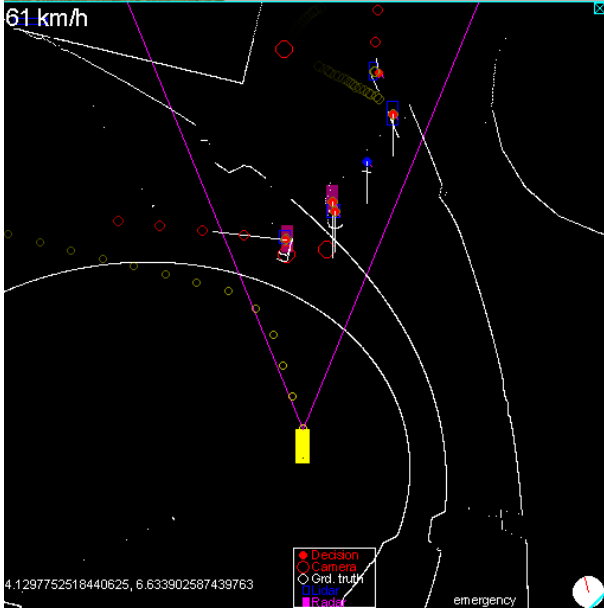 61 km/h
Decision
Camera
Grd. truth
Lidar
Radar
4.1297752518440625, 6.633902587439763
emergency